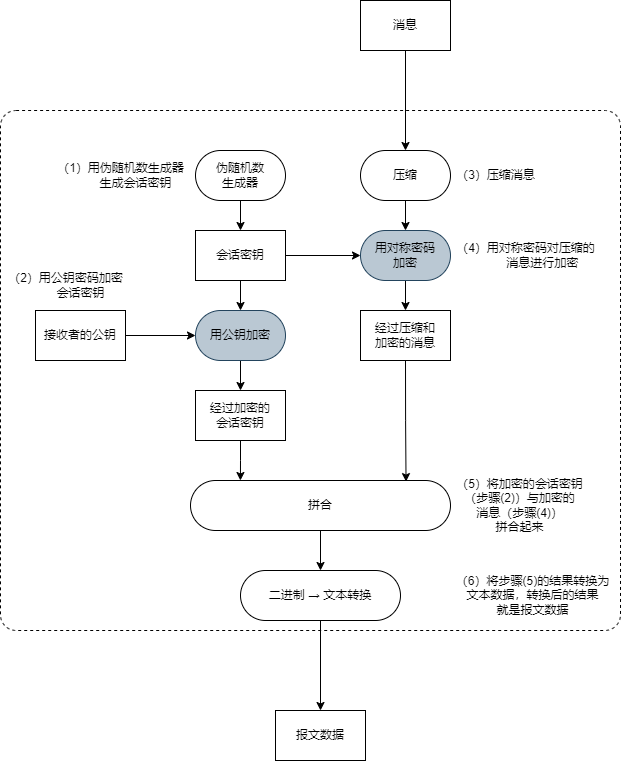 消息
（1）用伪随机数生成器
生成会话密钥
伪随机数
生成器
压缩
（3）压缩消息
会话密钥
用对称密码
加密
（4）用对称密码对压缩的
消息进行加密
（2）用公钥密码加密
会话密钥
接收者的公钥
用公钥加密
经过压缩和
加密的消息
经过加密的
会话密钥
拼合
（5）将加密的会话密钥
（步骤(2)）与加密的
消息（步骤(4)）
拼合起来
二进制 → 文本转换
（6）将步骤(5)的结果转换为
文本数据，转换后的结果
就是报文数据
报文数据